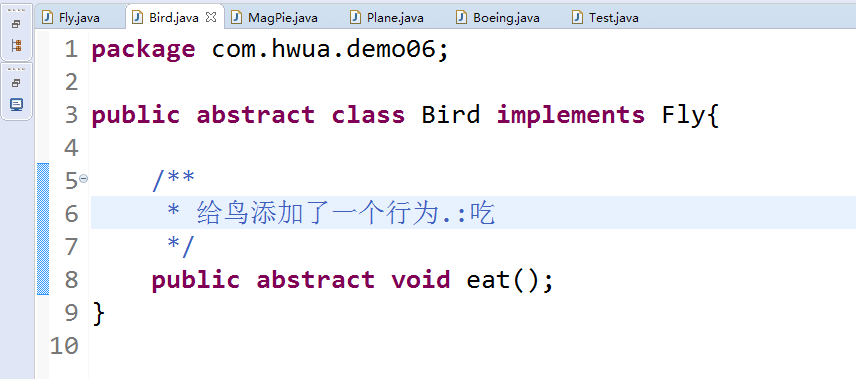 Fly.java Bird.java MagPie.java Plane.java Boeing.java Test.java
1 package com.hwua.demo06;
2
3 public abstract class Bird implements Fly{
4
5 /**
6 * 给鸟添加了一个行为.:吃
7 */
8 public abstract void eat();
9 }
10